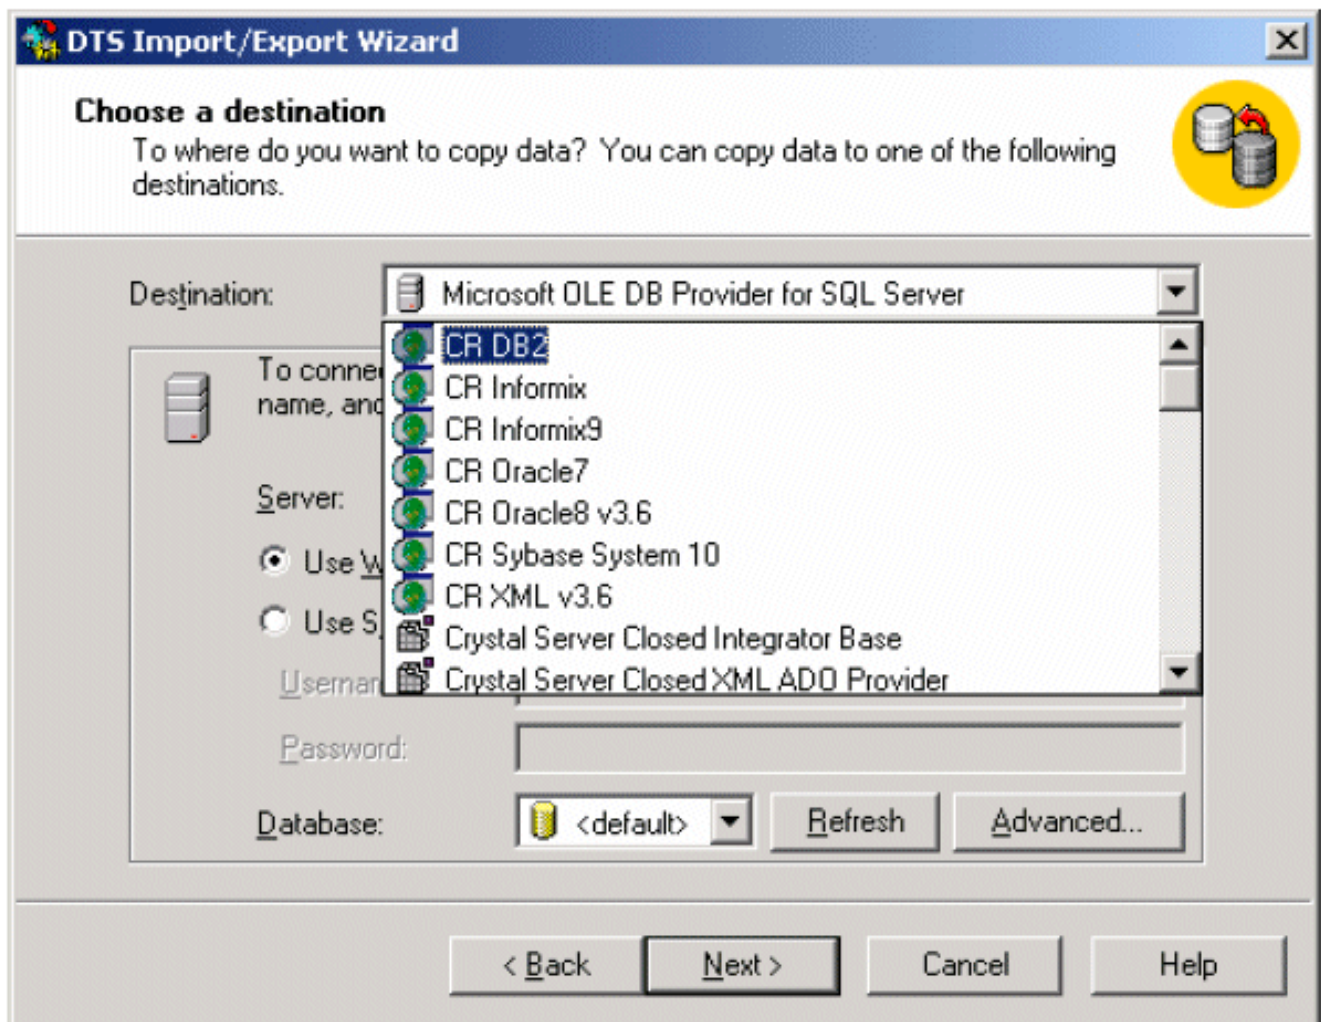 DTS Import/Export Wizard
Choose a destination
To where do you want to copy data? You can copy data to one of the following
destinations.
Destination:
Microsoft OLE DB Provider for SQL Server
CR DB2
CR Informix
CR Informix9
CR Oracle7
CR Oracle8 v3.6
CR Sybase System 10
CR XML v3.6
Crystal Server Closed Integrator Base
Crystal Server Closed XML ADO Provider
To conne
name, and
Server:
Use W
Use S
Usernam
Password:
Database:
<default>
Refresh
Advanced...
< Back
Next >
Cancel
Help